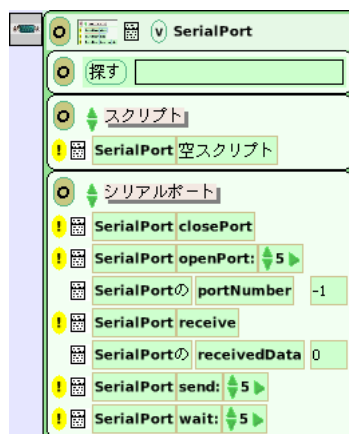 SerialPort
探す
スクリプト
! SerialPort 空スクリプト
シリアルポート
! SerialPort closePort
! SerialPort openPort: 5
SerialPortの portNumber -1
! SerialPort receive
SerialPortの receivedData 0
! SerialPort send: 5
! SerialPort wait: 5